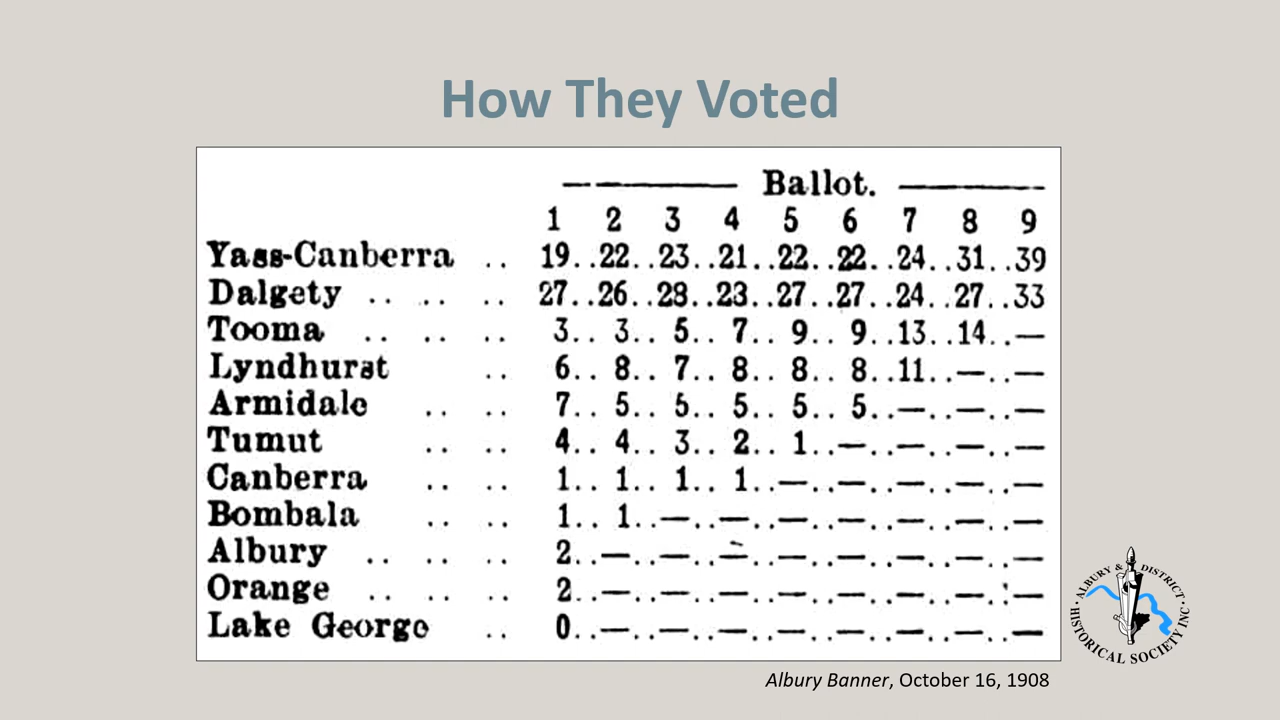 How They Voted
Ballot.
1 2 3 4 5 6 7 8 9
Yass-Canberra .. 19..22..23..21..22..22..24..31..39
Dalgety .. .. .. 27..26..28..23..27..27..24..27..33
Tooma .. .. .. 3.. 3.. 5.. 7.. 9.. 9..13..14..—
Lyndhurst .. 6.. 8.. 7.. 8.. 8.. 8..11..—..—
Armidale .. .. 7.. 5.. 5.. 5.. 5.. 5..—..—..—
Tumut .. .. 4.. 4.. 3.. 2.. 1..—..—..—..—
Canberra .. .. 1.. 1.. 1.. 1..—..—..—..—..—
Bombala .. .. 1.. 1..—..—..—..—..—..—..—
Albury .. .. .. 2..—..—..—..—..—..—..—..—
Orange .. .. .. 2..—..—..—..—..—..—..—..—
Lake George .. 0..—..—..—..—..—..—..—..—
Albury Banner, October 16, 1908
ALBURY & DISTRICT
HISTORICAL SOCIETY INC